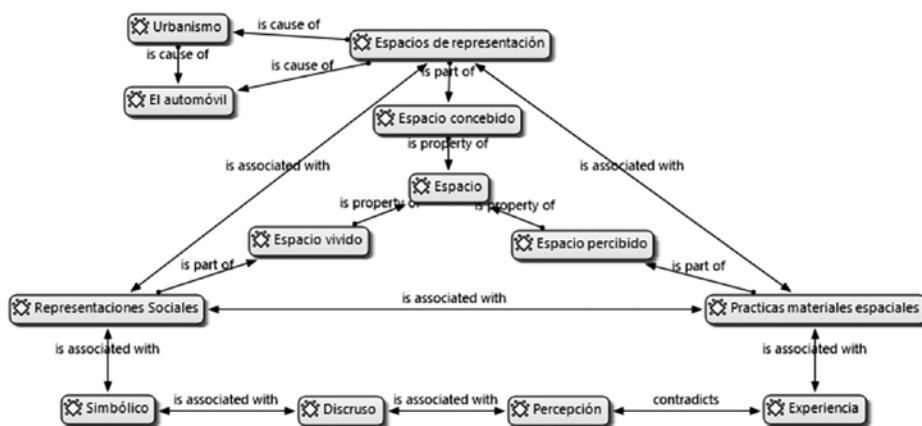 Urbanismo
is cause of
Espacios de representación
is cause of
is cause of
is part of
El automóvil
Espacio concebido
is property of
is associated with
is associated with
Espacio
is property of
is property of
Espacio vivido
Espacio percibido
is part of
is part of
Representaciones Sociales
is associated with
Practicas materiales espaciales
is associated with
is associated with
Simbólico
is associated with
Discruso
is associated with
Percepción
contradicts
Experiencia